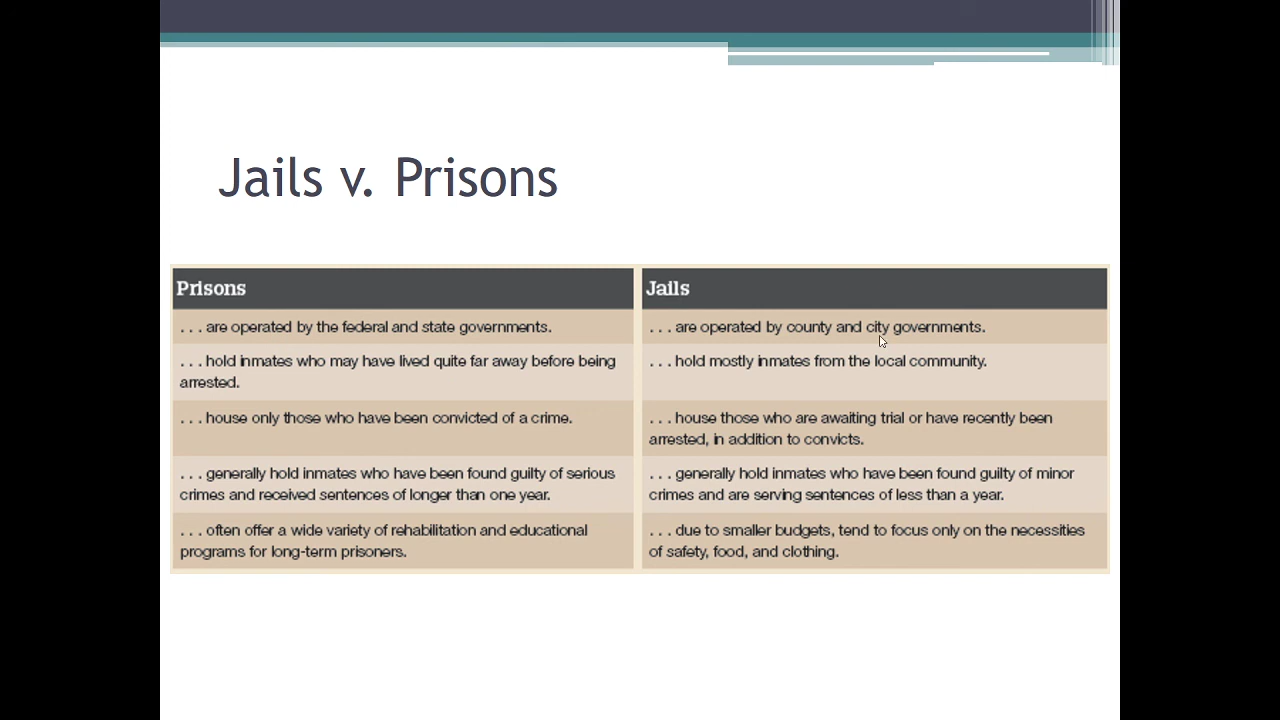 Jails v. Prisons
Prisons
Jails
. . . are operated by the federal and state governments.
. . . are operated by county and city governments.
. . . hold inmates who may have lived quite far away before being
arrested.
. . . hold mostly inmates from the local community.
. . . house only those who have been convicted of a crime.
. . . house those who are awaiting trial or have recently been
arrested, in addition to convicts.
. . . generally hold inmates who have been found guilty of serious
crimes and received sentences of longer than one year.
. . . generally hold inmates who have been found guilty of minor
crimes and are serving sentences of less than a year.
. . . often offer a wide variety of rehabilitation and educational
programs for long-term prisoners.
. . . due to smaller budgets, tend to focus only on the necessities
of safety, food, and clothing.